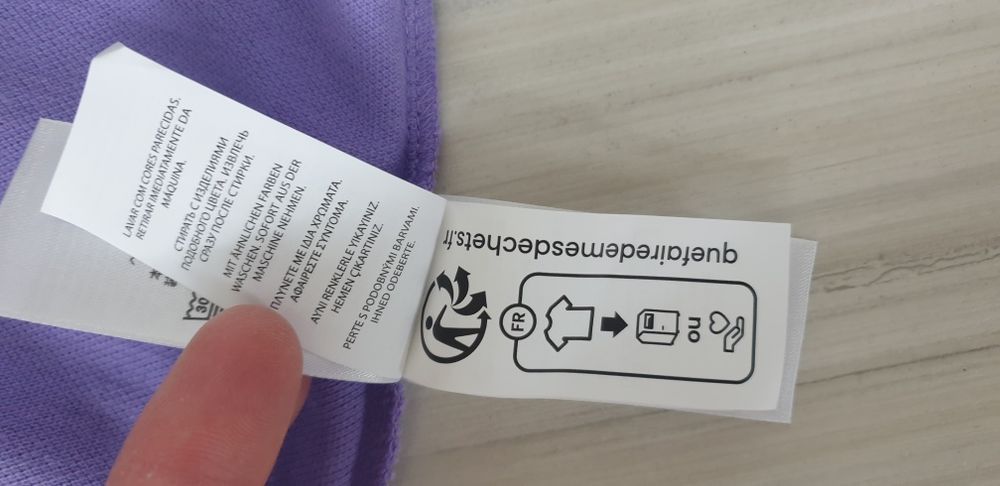 LAVAR COM CORES PARECIDAS.
RETIRAR IMEDIATAMENTE DA
MÁQUINA.
СТИРАТЬ С ИЗДЕЛИЯМИ
ПОДОБНОГО ЦВЕТА. ИЗВЛЕЧЬ
СРАЗУ ПОСЛЕ СТИРКИ.
MIT ÄHNLICHEN FARBEN
WASCHEN. SOFORT AUS DER
MASCHINE NEHMEN.
ΠΛΥΝΕΤΕ ΜΕ ΙΔΙΑ ΧΡΩΜΑΤΑ.
ΑΦΑΙΡΕΣΤΕ ΣΥΝΤΟΜΑ.
AYNI RENKLERLE YIKAYINIZ.
HEMEN ÇIKARTINIZ.
PERTE S PODOBNÝMI BARVAMI.
IHNED ODEBERTE.
30
FR
OU
quefairedemesdechets.fr